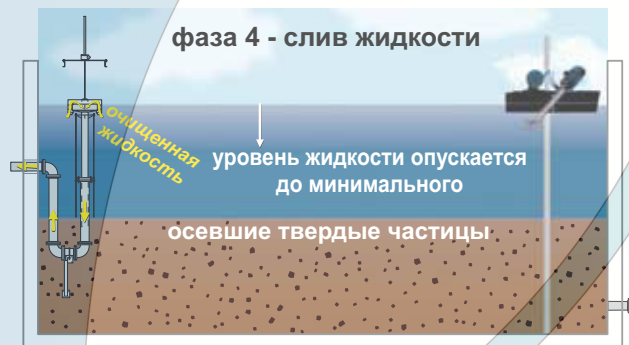 фаза 4 - слив жидкости
очищенная
жидкость
уровень жидкости опускается
до минимального
осевшие твердые частицы